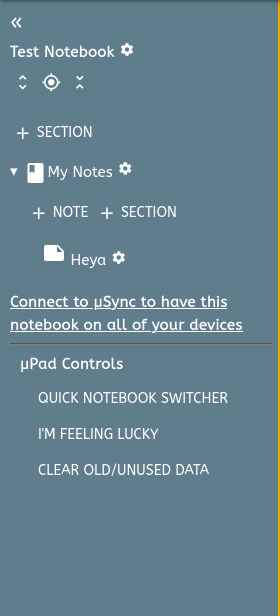 Test Notebook
+ SECTION
My Notes
+ NOTE + SECTION
Heya
Connect to µSync to have this
notebook on all of your devices
µPad Controls
QUICK NOTEBOOK SWITCHER
I'M FEELING LUCKY
CLEAR OLD/UNUSED DATA